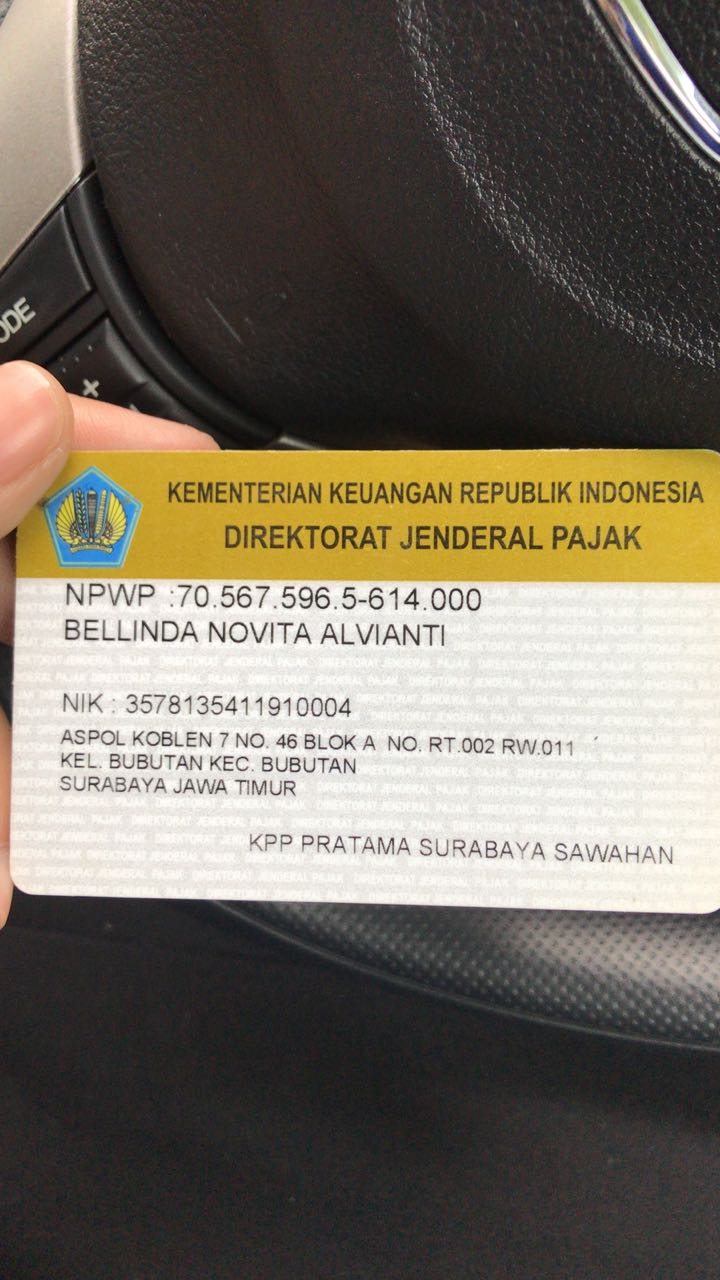 ODE
+
KEMENTERIAN KEUANGAN REPUBLIK INDONESIA
DIREKTORAT JENDERAL PAJAK
NPWP :70.567.596.5-614.000
BELLINDA NOVITA ALVIANTI
NIK : 3578135411910004
ASPOL KOBLEN 7 NO. 46 BLOK A NO. RT.002 RW.011
KEL. BUBUTAN KEC. BUBUTAN
SURABAYA JAWA TIMUR
KPP PRATAMA SURABAYA SAWAHAN